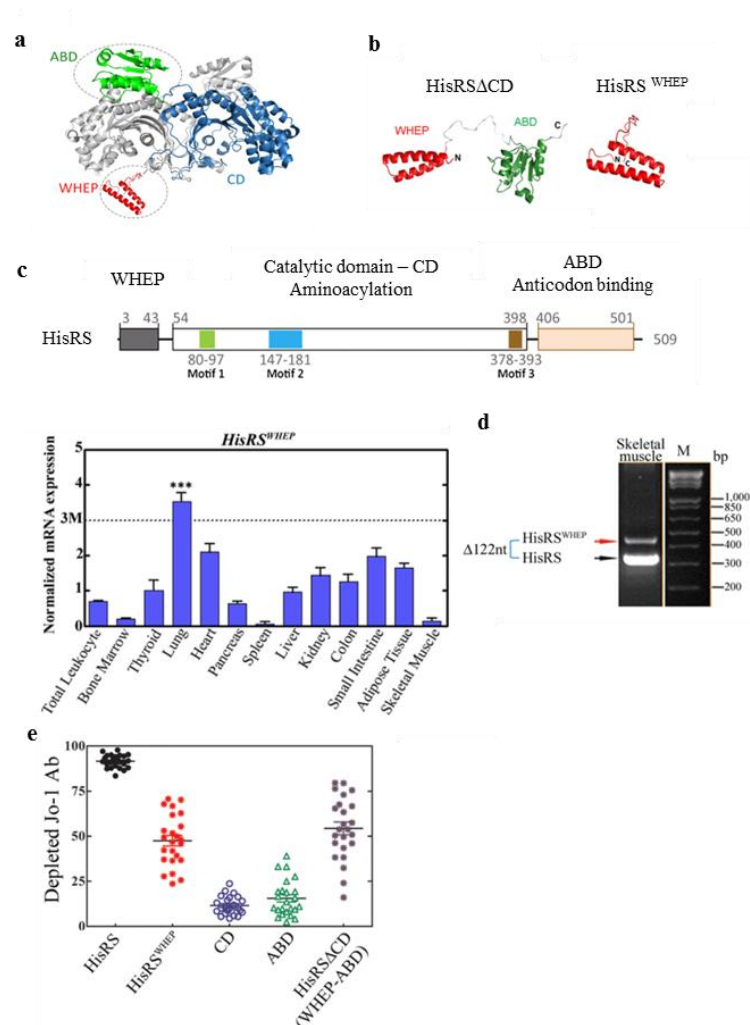 a
ABD
WHEP
CD
b
HisRSΔCD
HisRS WHEP
WHEP
N
ABD
C
N C
c
WHEP
Catalytic domain – CD
Aminoacylation
ABD
Anticodon binding
HisRS
3 43 54 398 406 501 509
80-97 147-181 378-393
Motif 1 Motif 2 Motif 3
HisRSWHEP
Normalized mRNA expression
5
4
3M
2
1
0
***
Total Leukocyte
Bone Marrow
Thyroid
Lung
Heart
Pancreas
Spleen
Liver
Kidney
Colon
Small Intestine
Adipose Tissue
Skeletal Muscle
d
Skeletal
muscle
M
bp
Δ122nt
HisRSWHEP
HisRS
1,000
850
650
500
400
300
200
e
Depleted Jo-1 Ab
100
75
50
25
0
HisRS
HisRSWHEP
CD
ABD
HisRSΔCD
(WHEP-ABD)